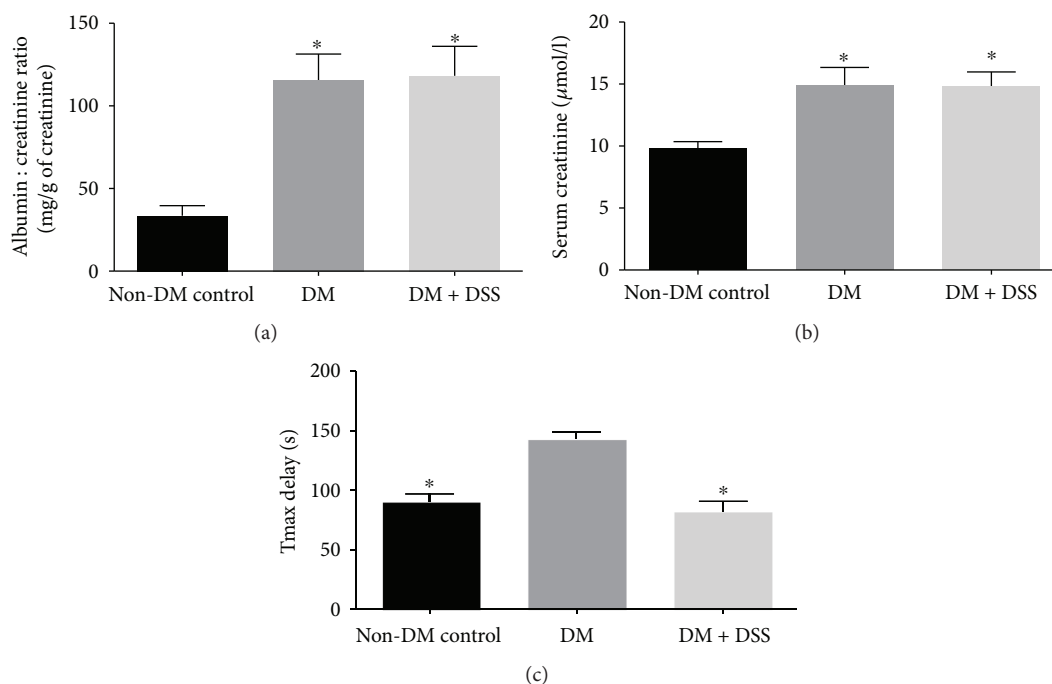 Albumin : creatinine ratio
(mg/g of creatinine)
150
100
50
0
*
*
Non-DM control
DM
DM + DSS
(a)
Serum creatinine (μmol/l)
20
15
10
5
0
*
*
Non-DM control
DM
DM + DSS
(b)
Tmax delay (s)
200
150
100
50
0
*
*
Non-DM control
DM
DM + DSS
(c)